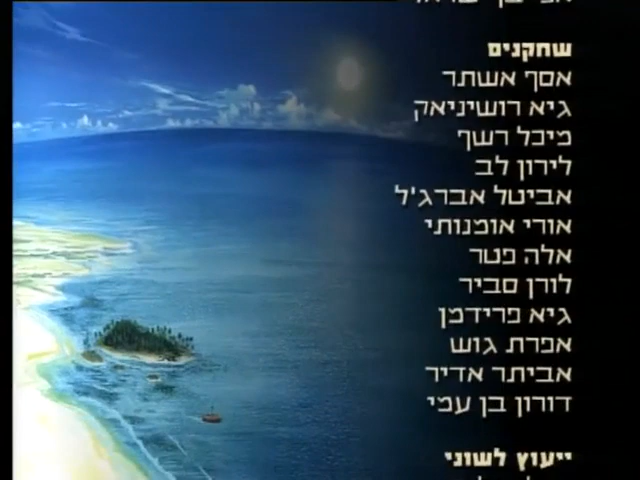 שחקנים
אסף אשתר
גיא רושיניאק
מיכל רשף
לירון לב
אביטל אברג'ל
אורי אומנותי
אלה פטר
לורן סביר
גיא פרידמן
אפרת גוש
אביתר אדיר
דורון בן עמי
ייעוץ לשוני